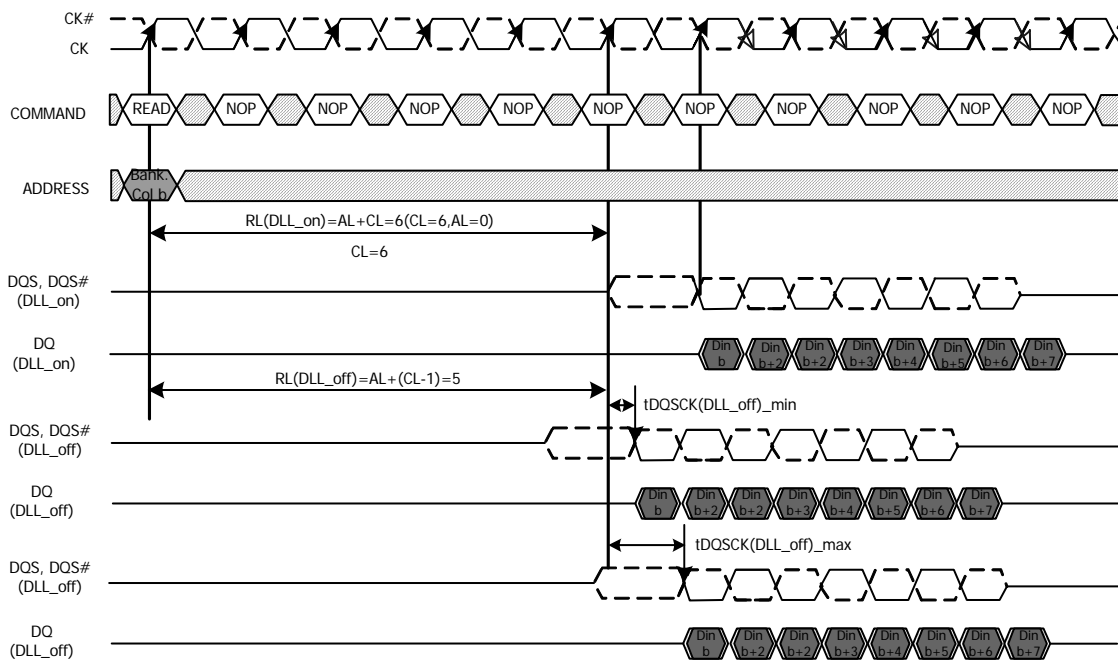 CK#
CK
COMMAND READ NOP NOP NOP NOP NOP NOP NOP NOP NOP NOP
ADDRESS
Bank.
Col b
RL(DLL_on)=AL+CL=6(CL=6,AL=0)
CL=6
DQS, DQS#
(DLL_on)
DQ
(DLL_on)
Din Din Din Din Din Din Din Din
b b+2 b+2 b+3 b+4 b+5 b+6 b+7
RL(DLL_off)=AL+(CL-1)=5
tDQSCK(DLL_off)_min
DQS, DQS#
(DLL_off)
DQ
(DLL_off)
Din Din Din Din Din Din Din Din
b b+2 b+2 b+3 b+4 b+5 b+6 b+7
tDQSCK(DLL_off)_max
DQS, DQS#
(DLL_off)
DQ
(DLL_off)
Din Din Din Din Din Din Din Din
b b+2 b+2 b+3 b+4 b+5 b+6 b+7